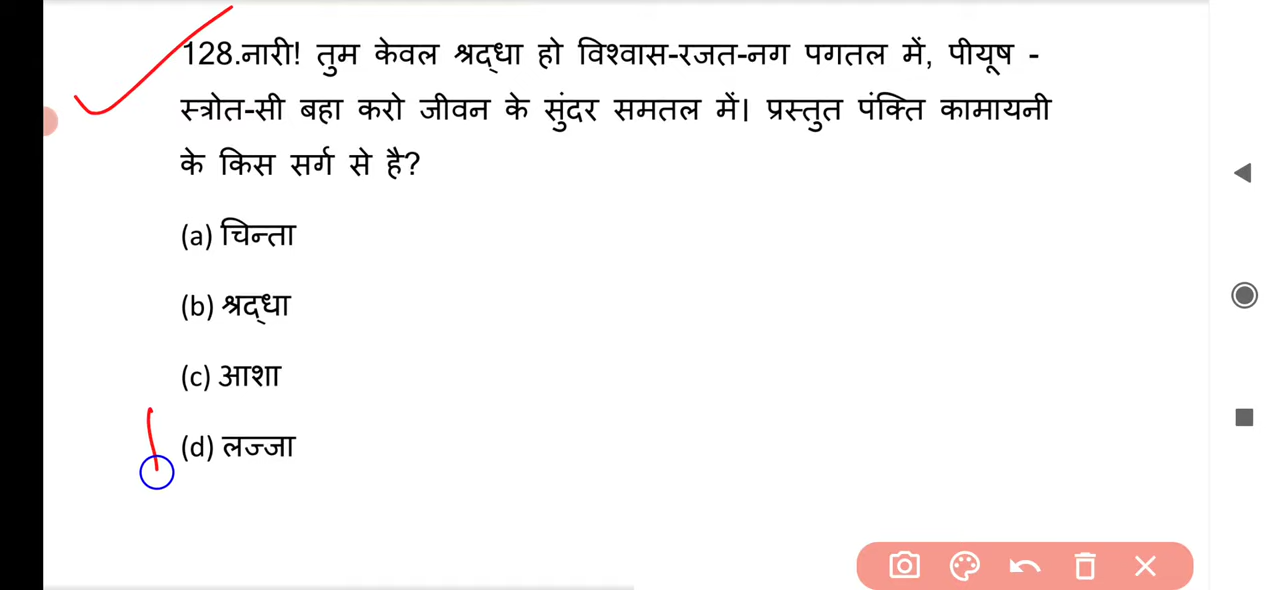 128.नारी! तुम केवल श्रद्‌धा हो विश्वास-रजत-नग पगतल में, पीयूष -
स्त्रोत-सी बहा करो जीवन के सुंदर समतल में। प्रस्तुत पंक्ति कामायनी
के किस सर्ग से है?
(a) चिन्ता
(b) श्रद्‌धा
(c) आशा
(d) लज्जा